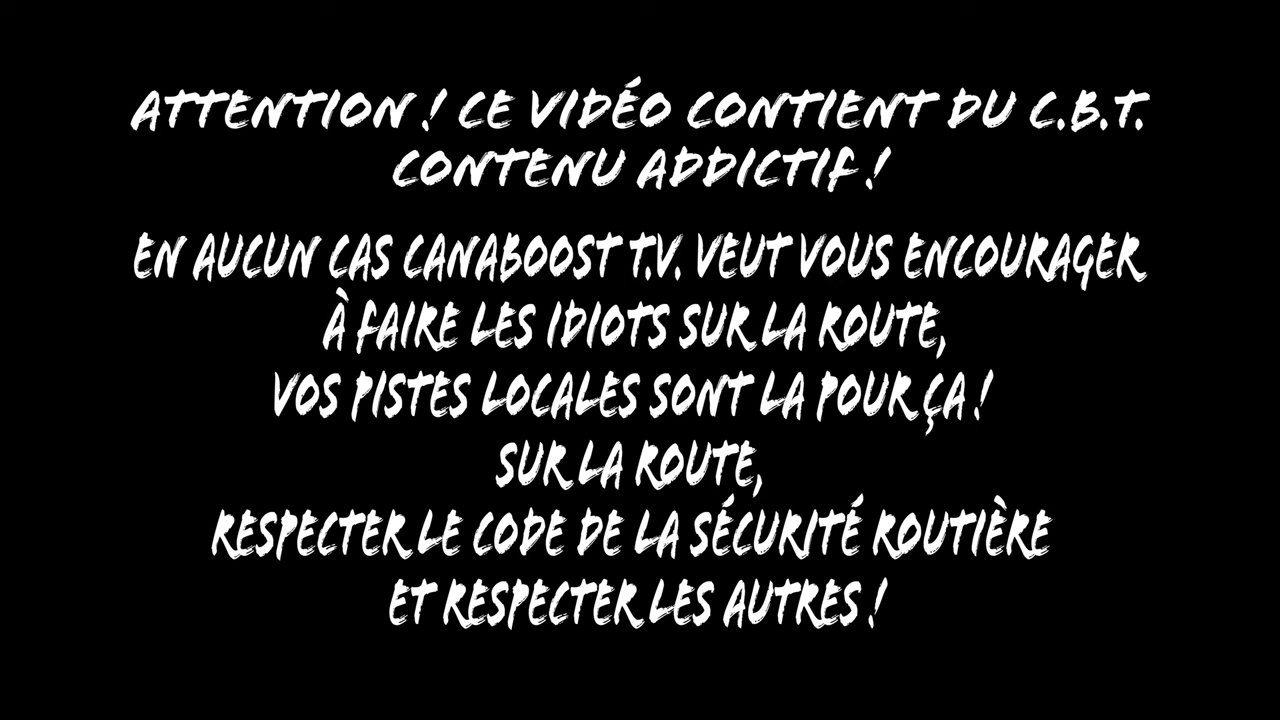 ATTENTION ! CE VIDÉO CONTIENT DU C.B.T.
CONTENU ADDICTIF !
EN AUCUN CAS CANABOOST T.V. VEUT VOUS ENCOURAGER
À FAIRE LES IDIOTS SUR LA ROUTE,
VOS PISTES LOCALES SONT LA POUR ÇA !
SUR LA ROUTE,
RESPECTER LE CODE DE LA SÉCURITÉ ROUTIÈRE
ET RESPECTER LES AUTRES !